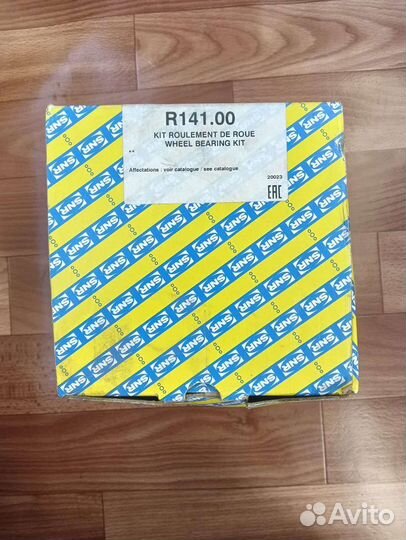 R141.00
KIT ROULEMENT DE ROUE
WHEEL BEARING KIT
**
Affectations : voir catalogue / see catalogue
20023
EAC
SNR
Avito